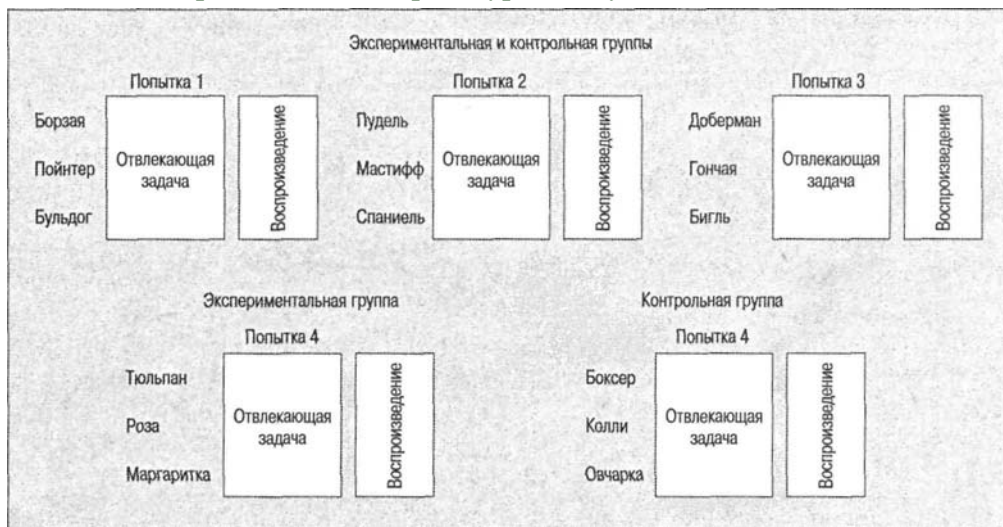 Экспериментальная и контрольная группы
Попытка 1
Борзая
Пойнтер
Бульдог
Отвлекающая
задача
Воспроизведение
Попытка 2
Пудель
Мастифф
Спаниель
Отвлекающая
задача
Воспроизведение
Попытка 3
Доберман
Гончая
Бигль
Отвлекающая
задача
Воспроизведение
Экспериментальная группа
Попытка 4
Тюльпан
Роза
Маргаритка
Отвлекающая
задача
Воспроизведение
Контрольная группа
Попытка 4
Боксер
Колли
Овчарка
Отвлекающая
задача
Воспроизведение